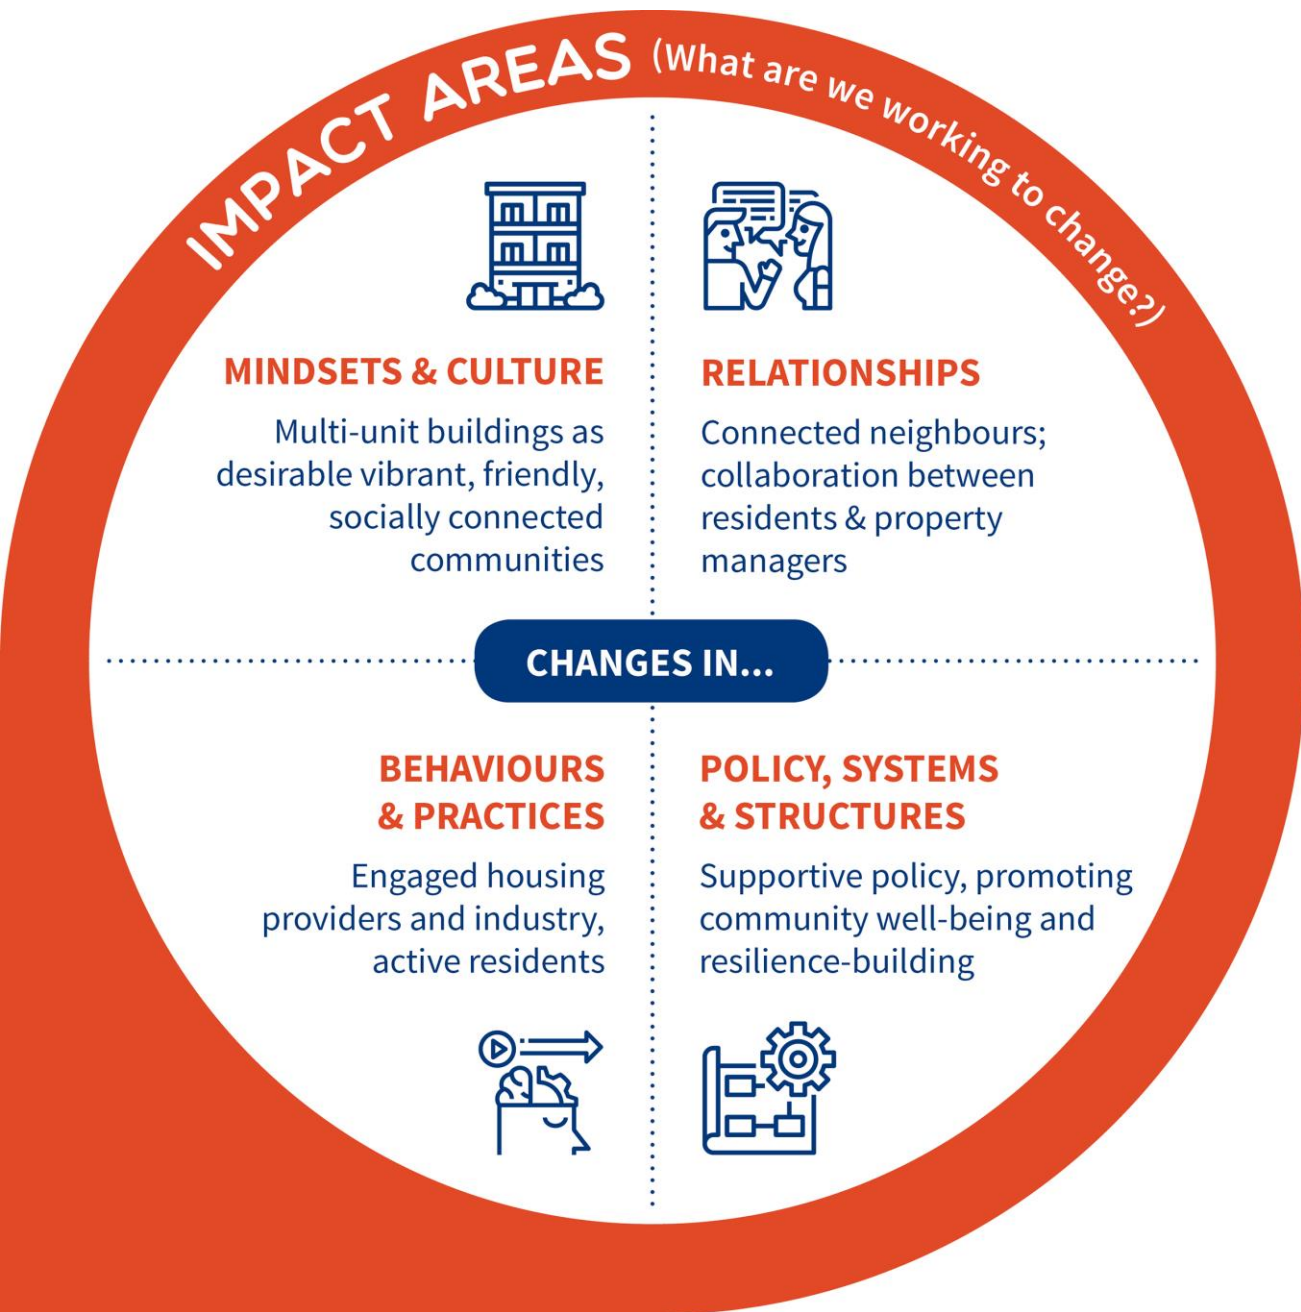 IMPACT AREAS (What are we working to change?)
MINDSETS & CULTURE
Multi-unit buildings as
desirable vibrant, friendly,
socially connected
communities
RELATIONSHIPS
Connected neighbours;
collaboration between
residents & property
managers
CHANGES IN...
BEHAVIOURS
& PRACTICES
Engaged housing
providers and industry,
active residents
POLICY, SYSTEMS
& STRUCTURES
Supportive policy, promoting
community well-being and
resilience-building